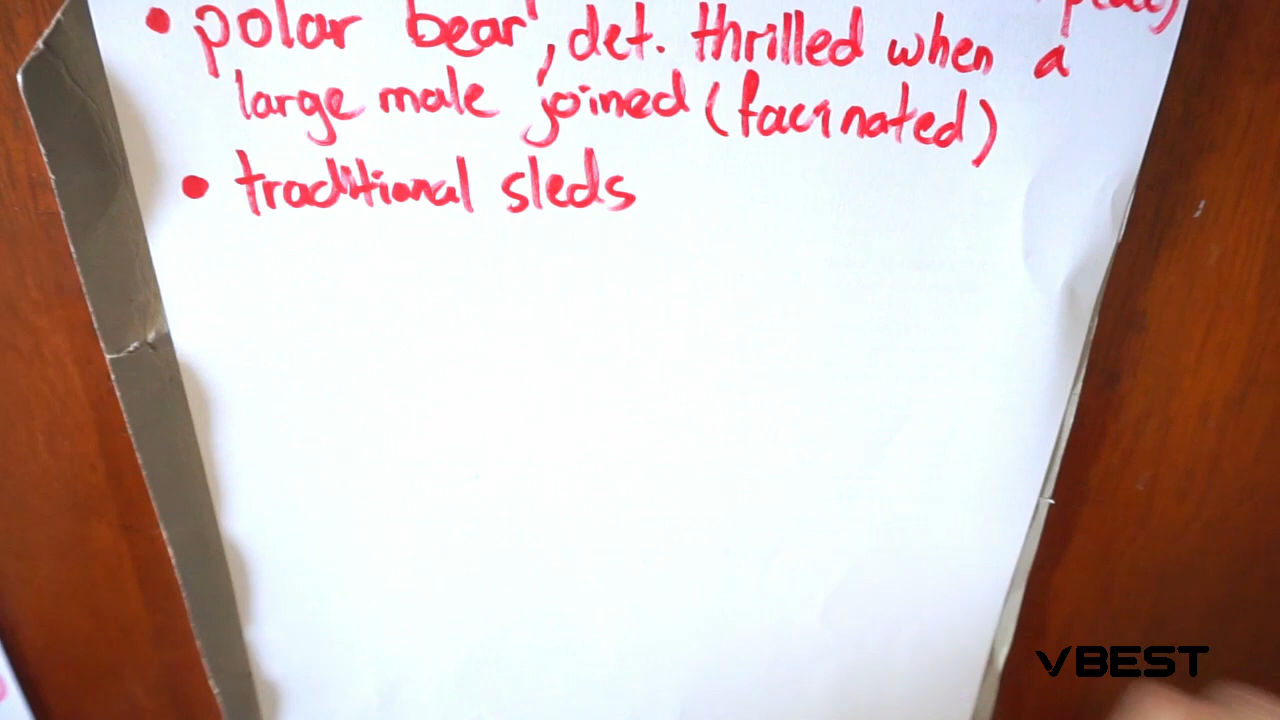 • polar bear', det. thrilled when a
large male joined (facinated)
• traditional sleds
VBEST